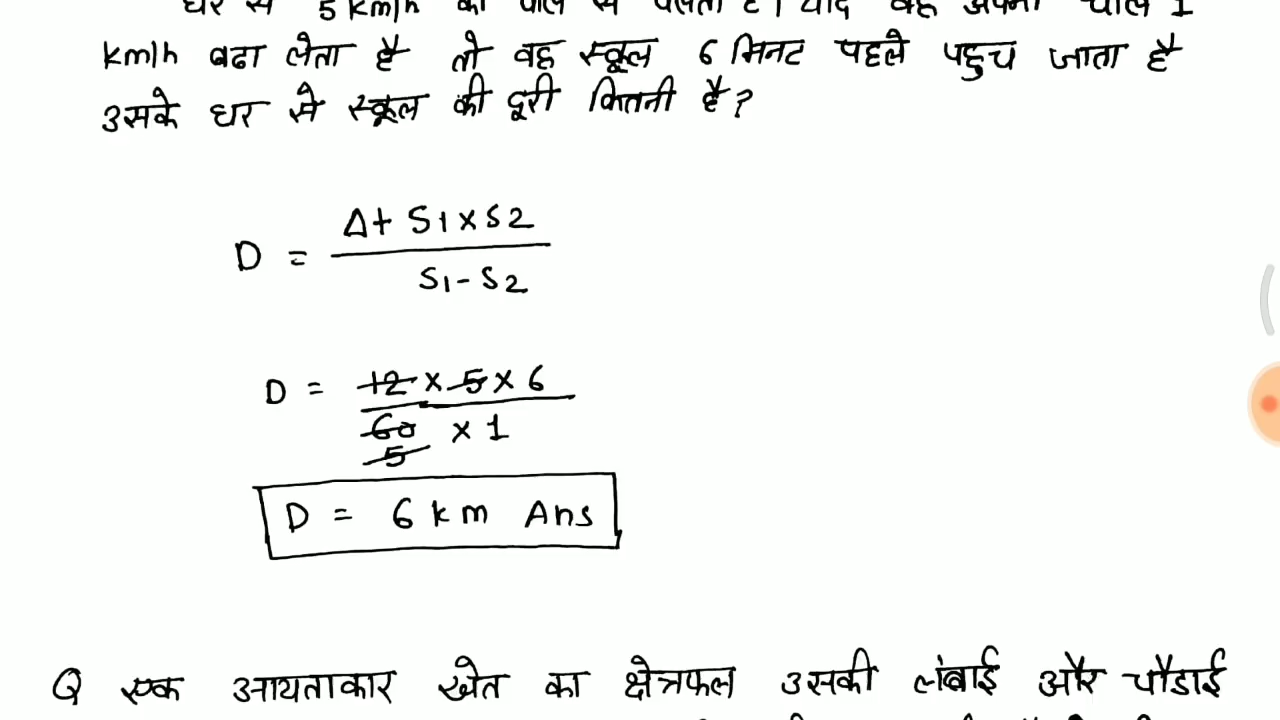 घर से 5 km/h की चाल से चलता है। यदि वह अपनी चाल 1
km/h बढा लेता है तो वह स्कूल 6 मिनट पहले पहुच जाता है
उसके घर से स्कूल की दूरी कितनी है?
D = Δt S1 x S2
S1 - S2
D = 12 x 5 x 6
60 x 1
5
D = 6 km Ans
Q एक आयताकार खेत का क्षेत्रफल उसकी लंबाई और चौडाई